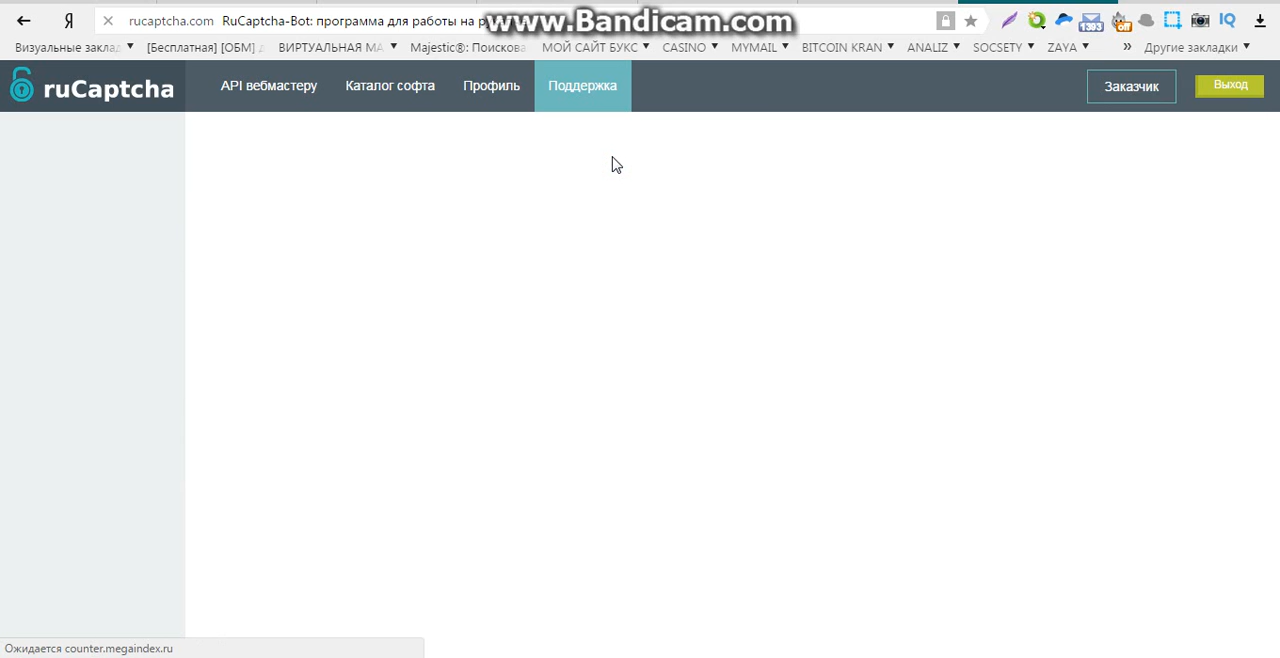 www.Bandicam.com
Я rucaptcha.com RuCaptcha-Bot: программа для работы на
Визуальные заклад [Бесплатная] [ОБМ] ВИРТУАЛЬНАЯ МА Majestic®: Поискова МОЙ САЙТ БУКС CASINO MYMAIL BITCOIN KRAN ANALIZ SOCSETY ZAYA » Другие закладки
ruCaptcha API вебмастеру Каталог софта Профиль Поддержка Заказчик Выход
Ожидается counter.megaindex.ru